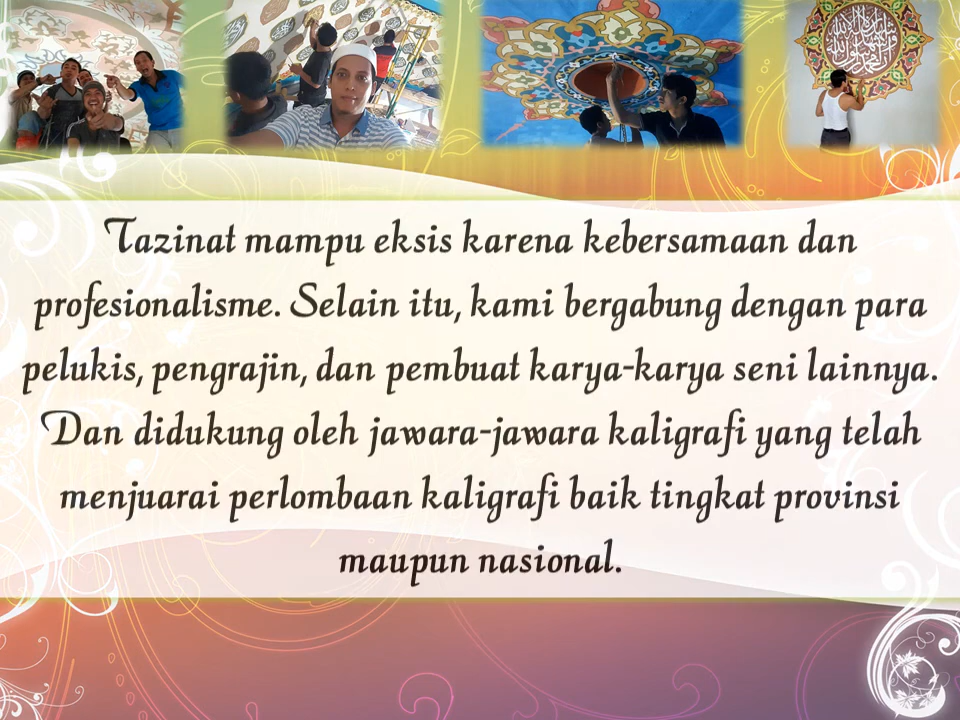 Tazinat mampu eksis karena kebersamaan dan
profesionalisme. Selain itu, kami bergabung dengan para
pelukis, pengrajin, dan pembuat karya-karya seni lainnya.
Dan didukung oleh jawara-jawara kaligrafi yang telah
menjuarai perlombaan kaligrafi baik tingkat provinsi
maupun nasional.